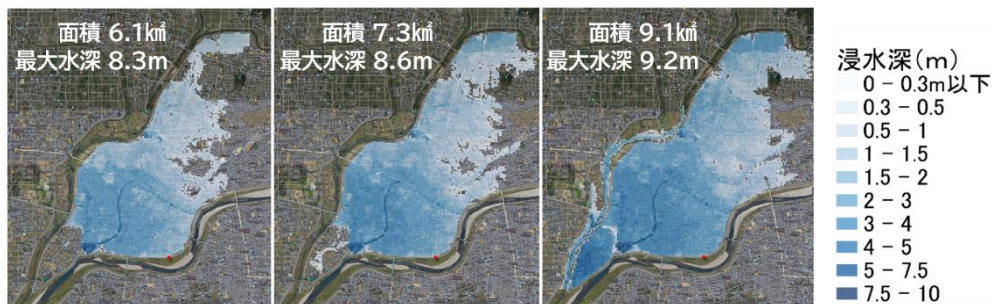 面積 6.1㎢
最大水深 8.3m
面積 7.3㎢
最大水深 8.6m
面積 9.1㎢
最大水深 9.2m
浸水深(m)
0 - 0.3m以下
0.3 - 0.5
0.5 - 1
1 - 1.5
1.5 - 2
2 - 3
3 - 4
4 - 5
5 - 7.5
7.5 - 10